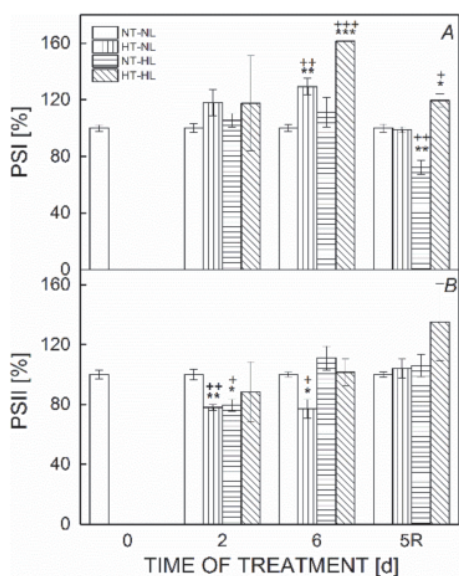 160
120
80
40
0
PSI [%]
NT-NL
HT-NL
NT-HL
HT-HL
A
++
**
+++
***
++
**
+
*
160
120
80
40
0
PSII [%]
B
++
**
+
*
+
*
0 2 6 5R
TIME OF TREATMENT [d]